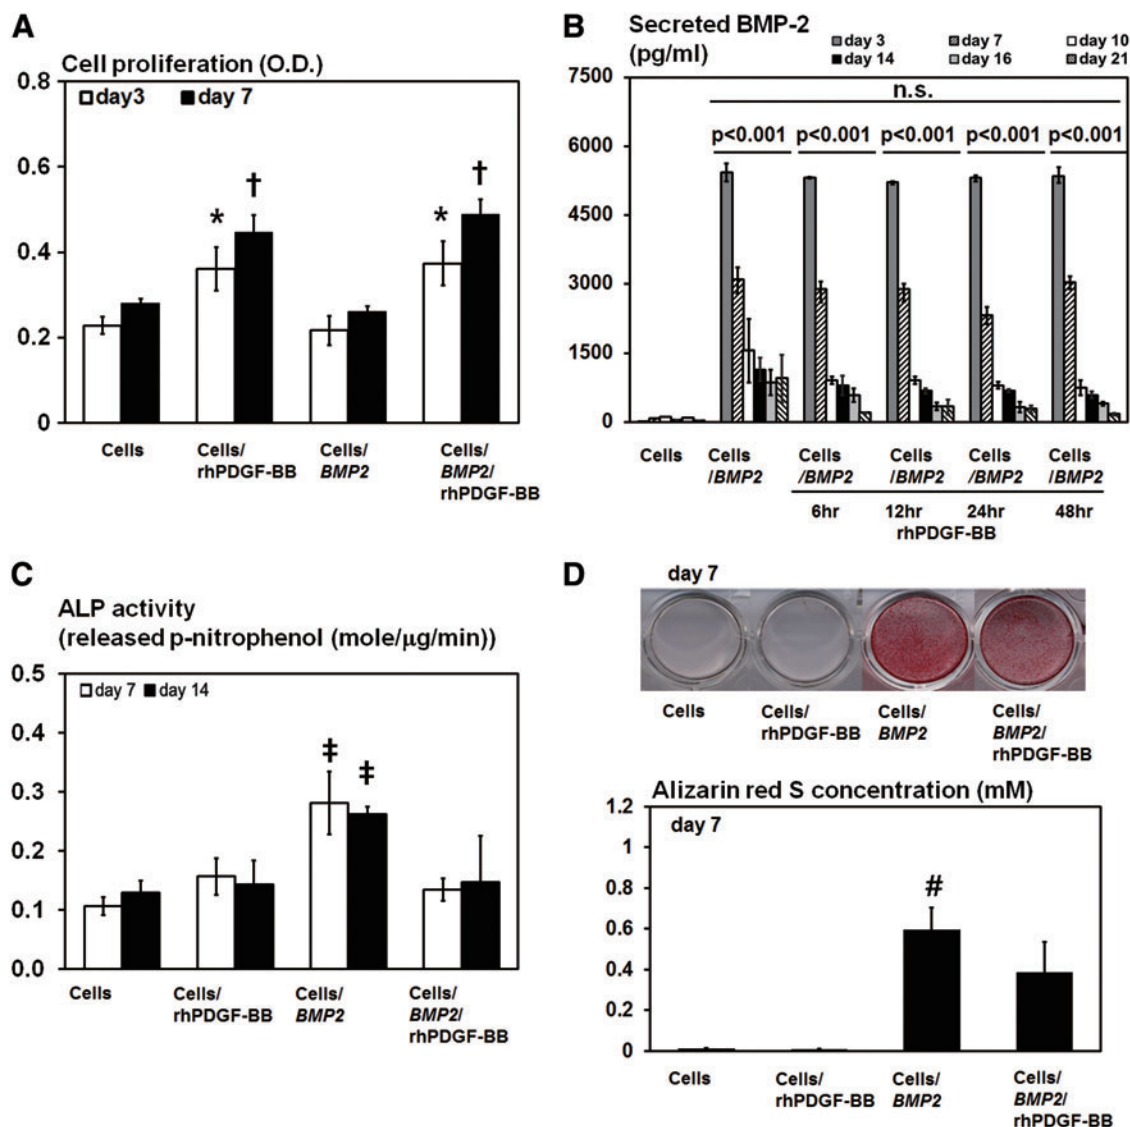 A
Cell proliferation (O.D.)
0.8
0.6
0.4
0.2
0
day3
day 7
*
†
*
†
Cells
Cells/
rhPDGF-BB
Cells/
BMP2
Cells/
BMP2/
rhPDGF-BB
B
Secreted BMP-2
(pg/ml)
day 3
day 7
day 10
day 14
day 16
day 21
7500
6000
4500
3000
1500
0
n.s.
p<0.001
p<0.001
p<0.001
p<0.001
p<0.001
Cells
Cells
/BMP2
Cells
/BMP2
Cells
/BMP2
Cells
/BMP2
Cells
/BMP2
6hr
12hr
24hr
48hr
rhPDGF-BB
C
ALP activity
(released p-nitrophenol (mole/μg/min))
0.5
0.4
0.3
0.2
0.1
0.0
day 7
day 14
‡
‡
Cells
Cells/
rhPDGF-BB
Cells/
BMP2
Cells/
BMP2/
rhPDGF-BB
D
day 7
Cells
Cells/
rhPDGF-BB
Cells/
BMP2
Cells/
BMP2/
rhPDGF-BB
Alizarin red S concentration (mM)
1.2
1
0.8
0.6
0.4
0.2
0
day 7
#
Cells
Cells/
rhPDGF-BB
Cells/
BMP2
Cells/
BMP2/
rhPDGF-BB